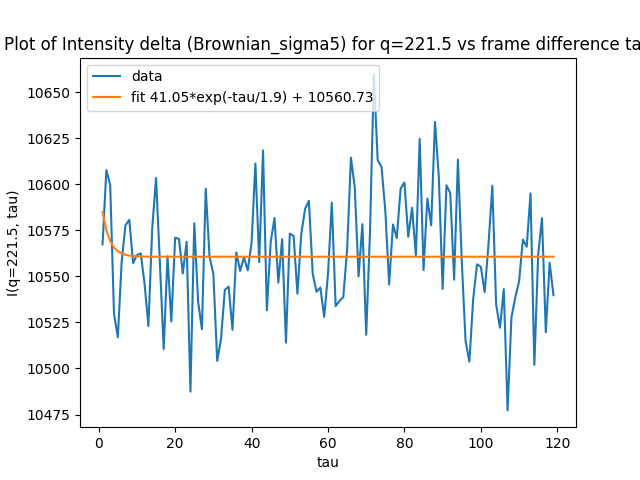 Plot of Intensity delta (Brownian_sigma5) for q=221.5 vs frame difference ta
data
fit 41.05*exp(-tau/1.9) + 10560.73
I(q=221.5, tau)
10650
10625
10600
10575
10550
10525
10500
10475
0 20 40 60 80 100 120
tau